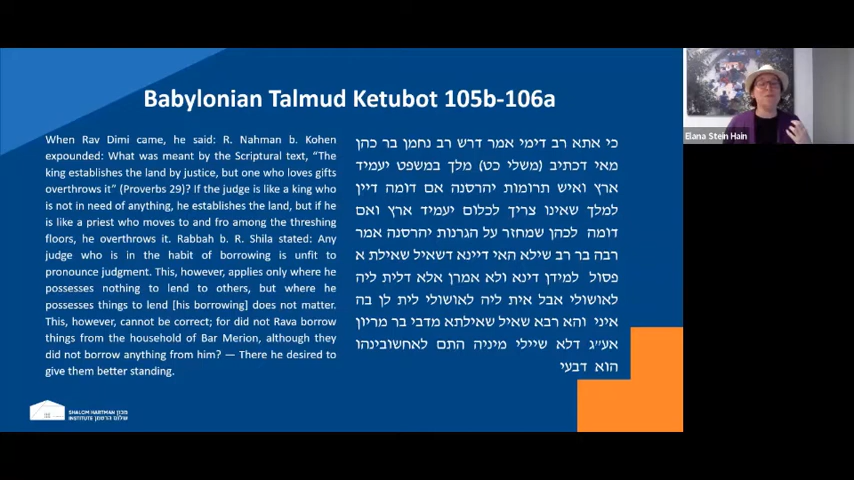 Babylonian Talmud Ketubot 105b-106a
When Rav Dimi came, he said: R. Nahman b. Kohen
expounded: What was meant by the Scriptural text, “The
king establishes the land by justice, but one who loves gifts
overthrows it” (Proverbs 29)? If the judge is like a king who
is not in need of anything, he establishes the land, but if he
is like a priest who moves to and fro among the threshing
floors, he overthrows it. Rabbah b. R. Shila stated: Any
judge who is in the habit of borrowing is unfit to
pronounce judgment. This, however, applies only where he
possesses nothing to lend to others, but where he
possesses things to lend [his borrowing] does not matter.
This, however, cannot be correct; for did not Rava borrow
things from the household of Bar Merion, although they
did not borrow anything from him? — There he desired to
give them better standing.
כי אתא רב דימי אמר דרש רב נחמן בר כהן
מאי דכתיב (משלי כט) מלך במשפט יעמיד
ארץ ואיש תרומות יהרסנה אם דומה דיין
למלך שאינו צריך לכלום יעמיד ארץ ואם
דומה לכהן שמחזר על הגרנות יהרסנה אמר
רבה בר רב שילא האי דיינא דשאיל שאילת א
פסול למידן דינא ולא אמרן אלא דלית ליה
לאושולי אבל אית ליה לאושולי לית לן בה
איני והא רבא שאיל שאילתא מדבי בר מריון
אע״ג דלא שיילי מיניה התם לאחשובינהו
הוא דבעי
SHALOM HARTMAN מכון
INSTITUTE שלום הרטמן
Elana Stein Hain